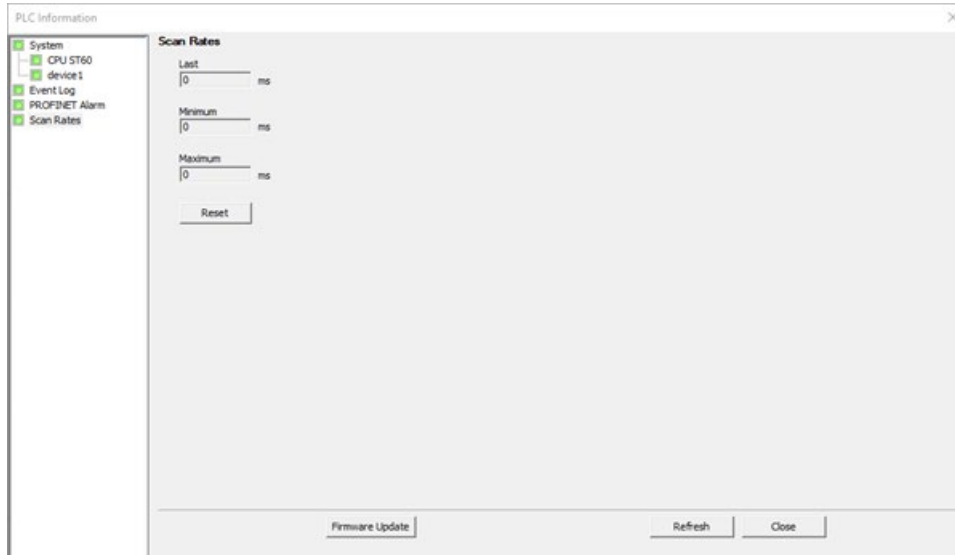 PLC Information
System
CPU ST60
device1
Event Log
PROFINET Alarm
Scan Rates
Scan Rates
Last
0 ms
Minimum
0 ms
Maximum
0 ms
Reset
Firmware Update Refresh Close